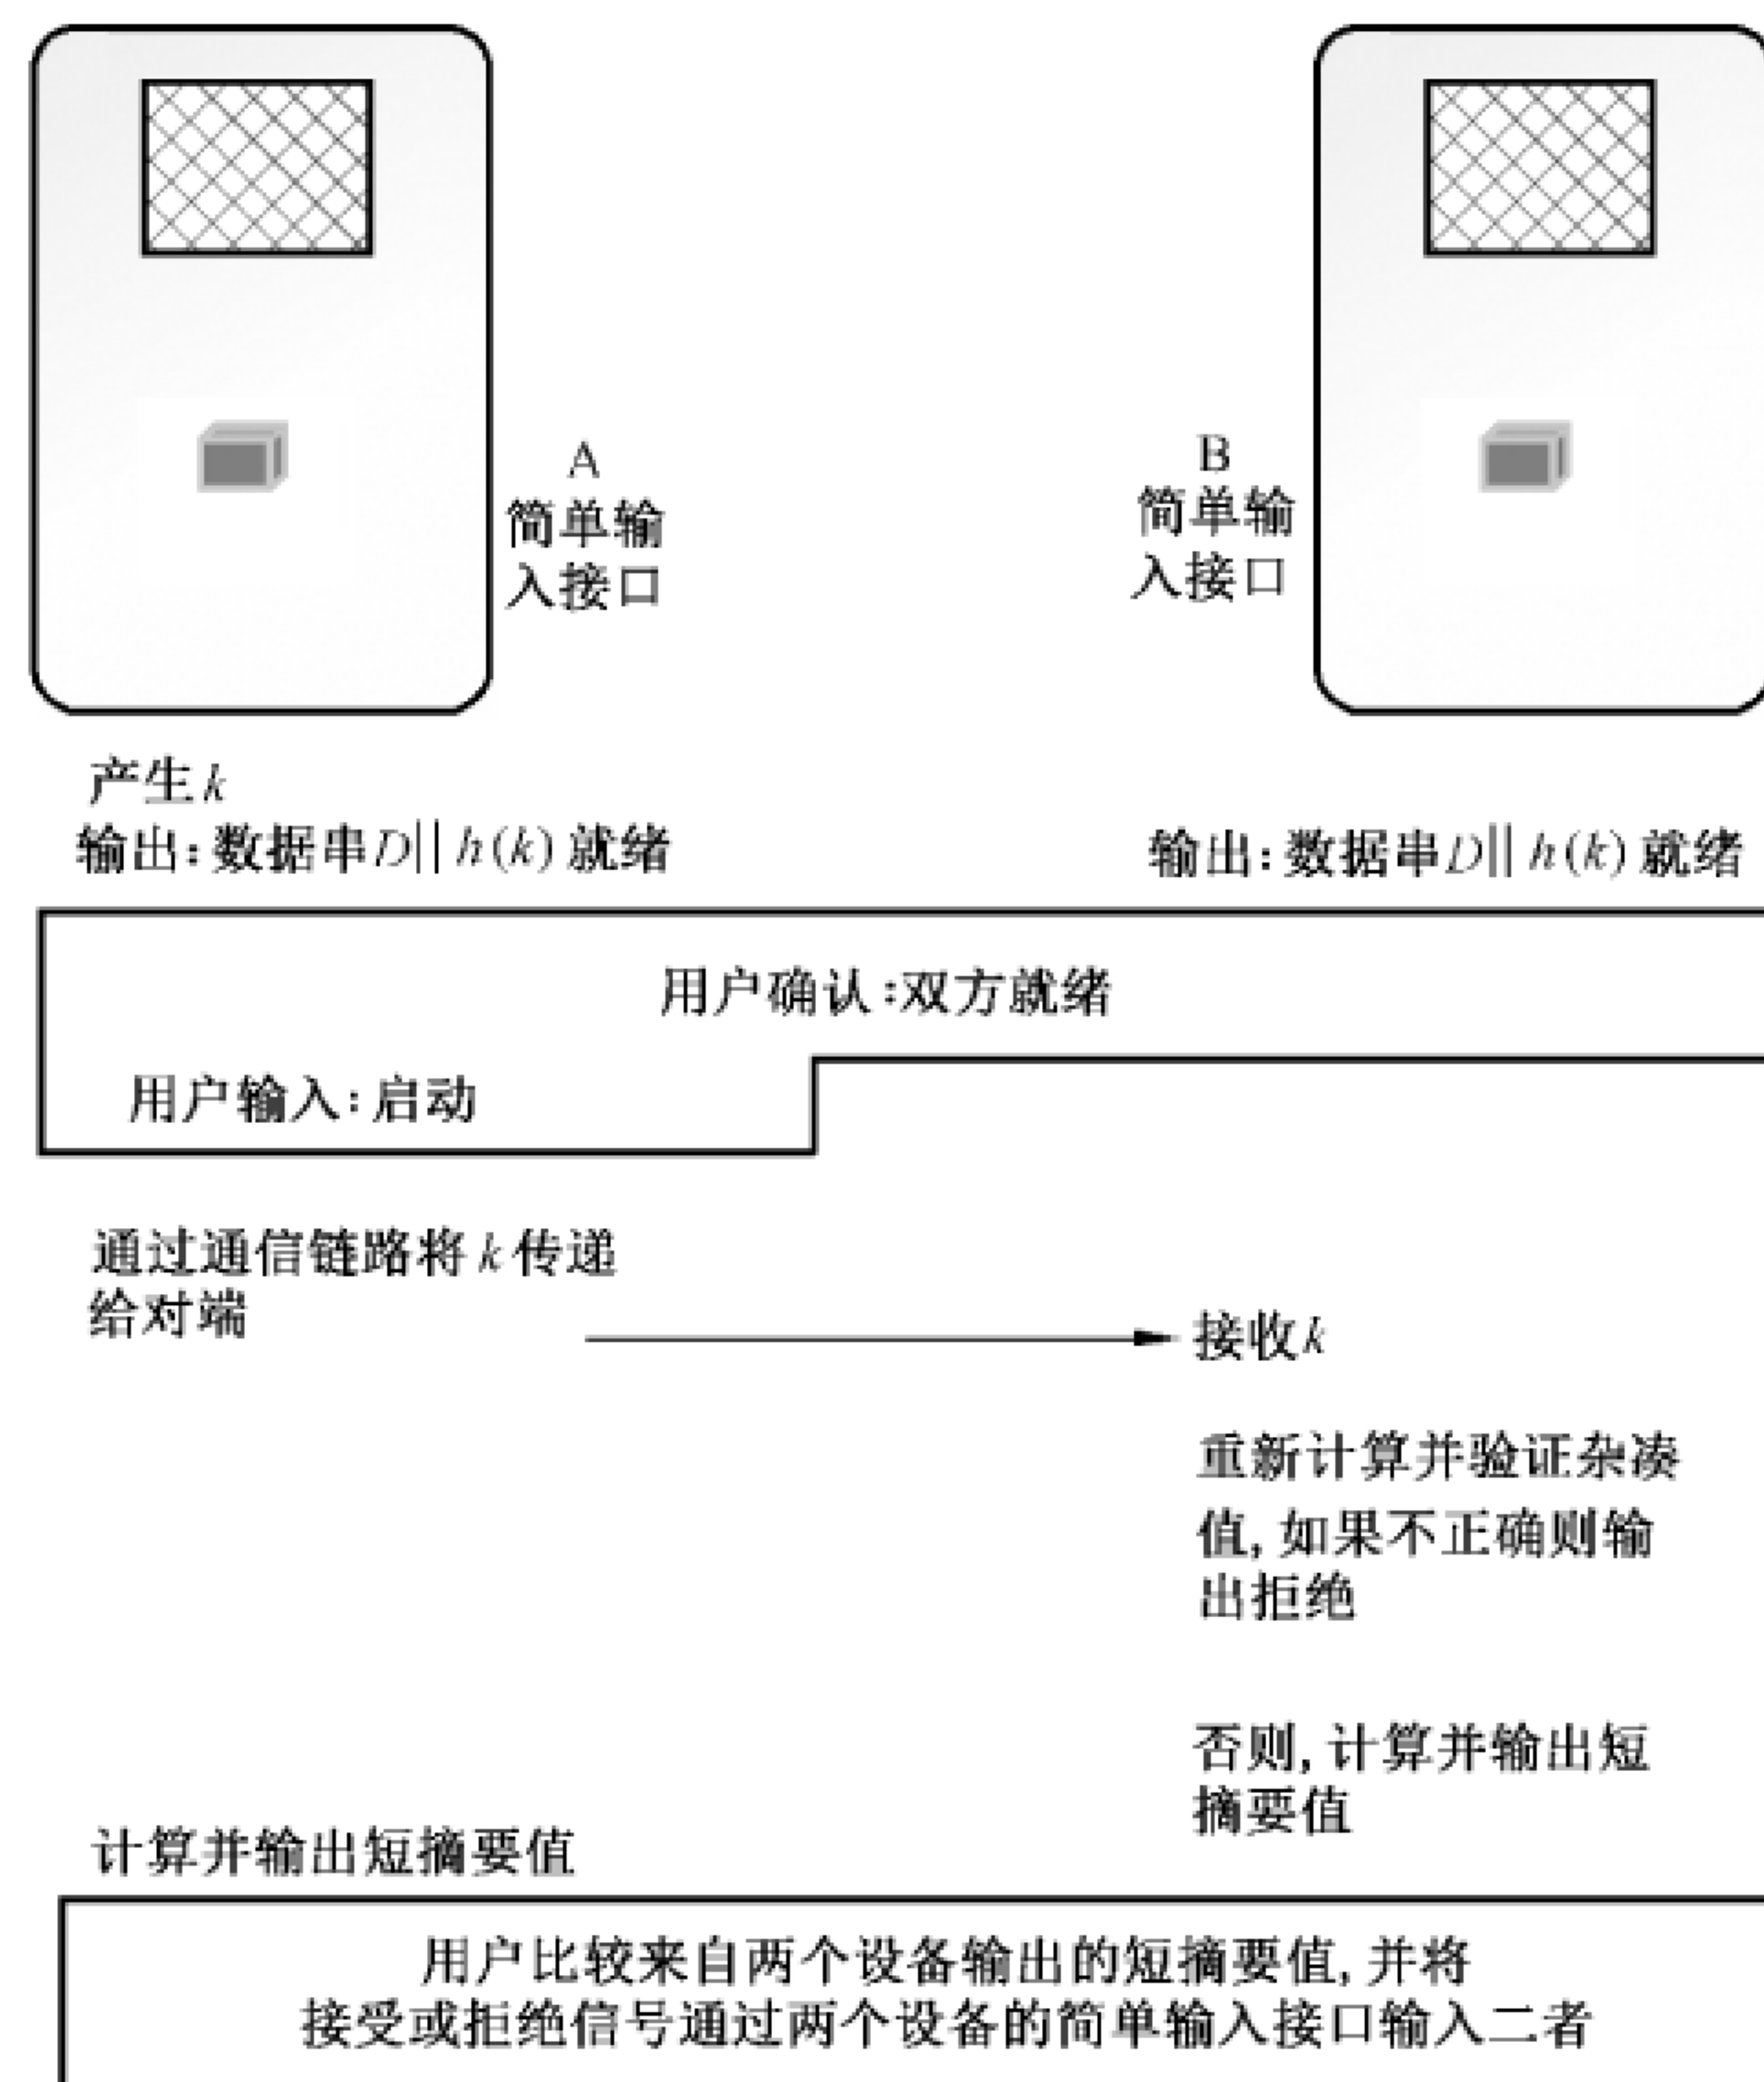 A
简单输
入接口
B
简单输
入接口
产生k
输出:数据串D|| h(k) 就绪
输出:数据串D|| h(k) 就绪
用户确认:双方就绪
用户输入:启动
通过通信链路将 k 传递
给对端
接收k
重新计算并验证杂凑
值,如果不正确则输
出拒绝
否则,计算并输出短
摘要值
计算并输出短摘要值
用户比较来自两个设备输出的短摘要值,并将
接受或拒绝信号通过两个设备的简单输入接口输入二者